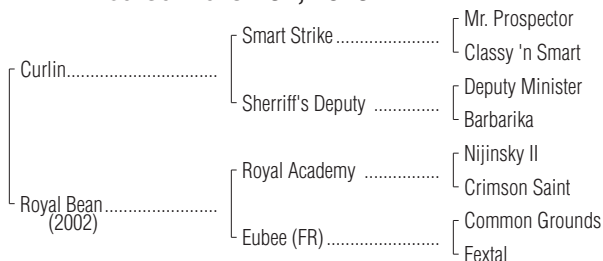 Smart Strike
Mr. Prospector
Classy 'n Smart
Curlin
Sherriff's Deputy
Deputy Minister
Barbarika
Royal Academy
Nijinsky II
Crimson Saint
Royal Bean
(2002)
Eubee (FR)
Common Grounds
Fextal